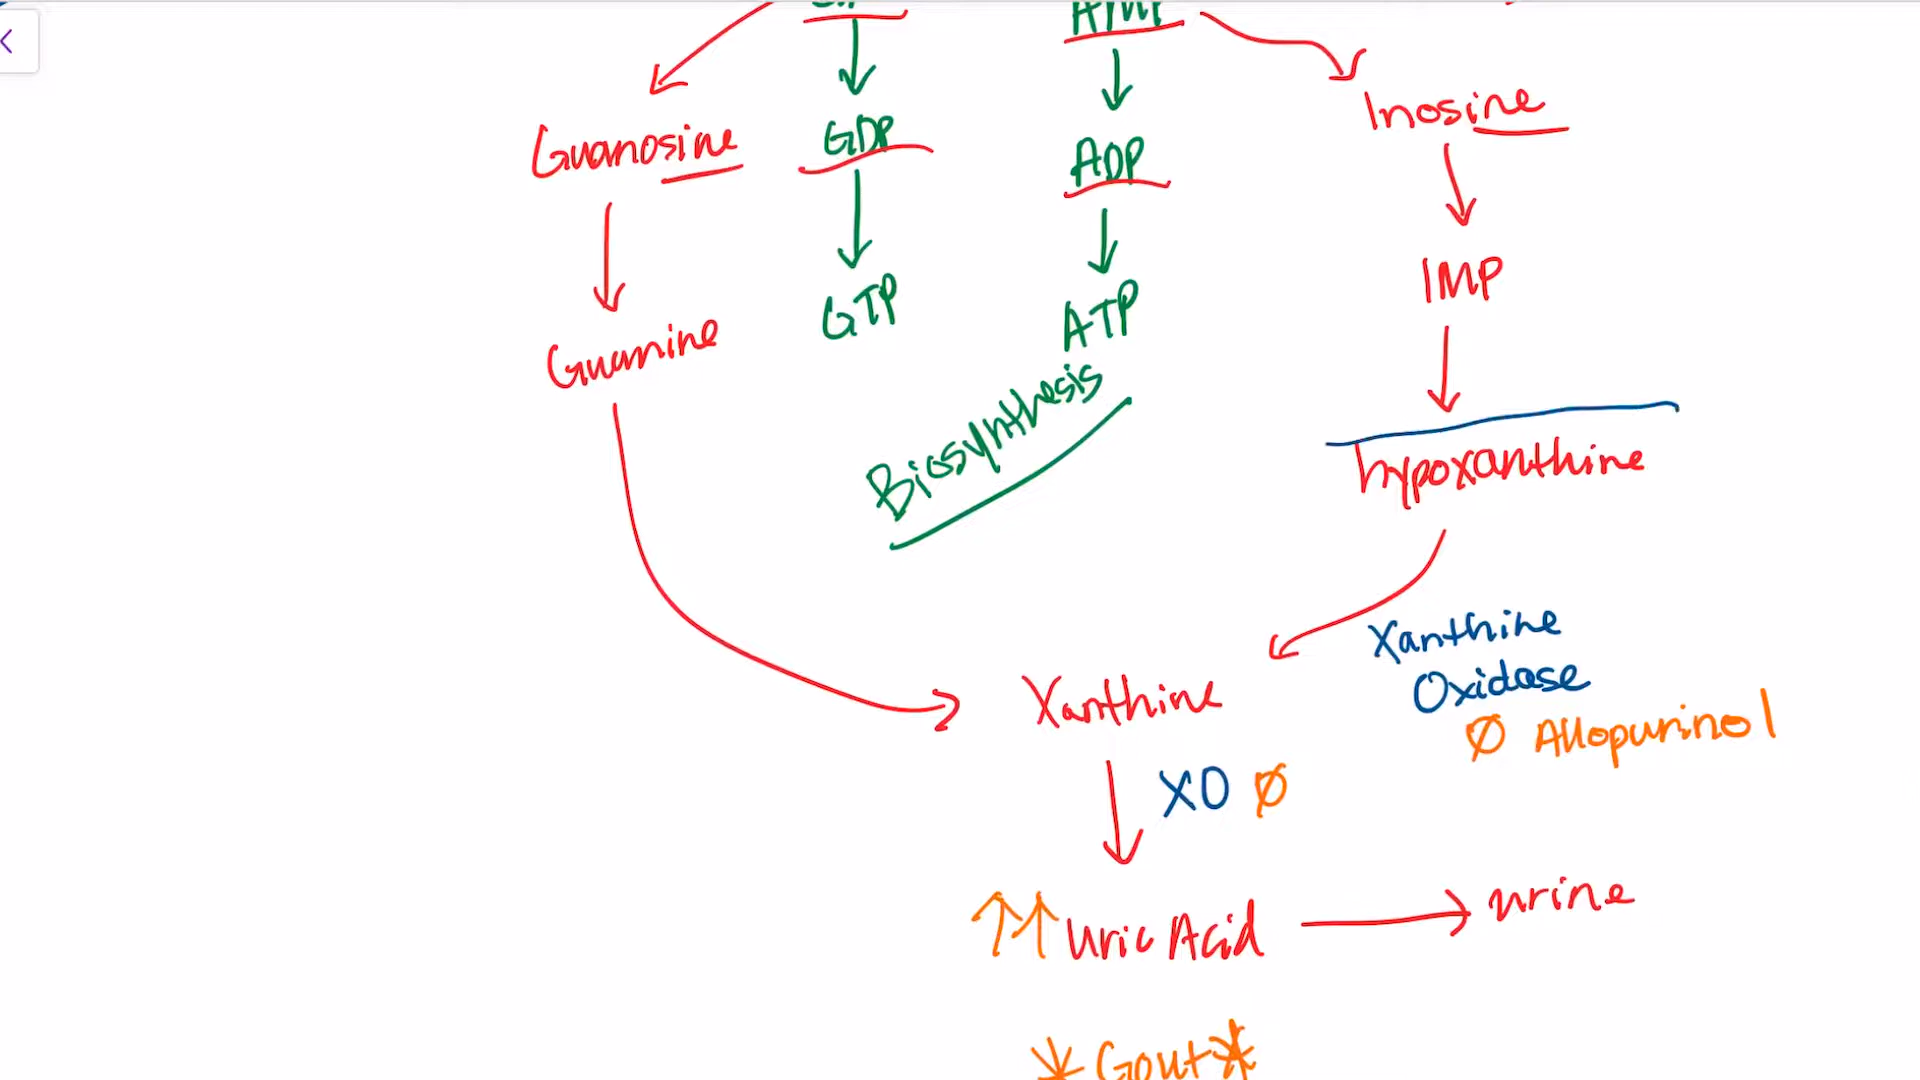 AMP
Inosine
Guanosine
GDP
ADP
IMP
GTP
ATP
Guanine
Biosynthesis
hypoxanthine
Xanthine
Oxidase
Ø Allopurinol
Xanthine
XO Ø
↑↑ Uric Acid → urine
* Gout *